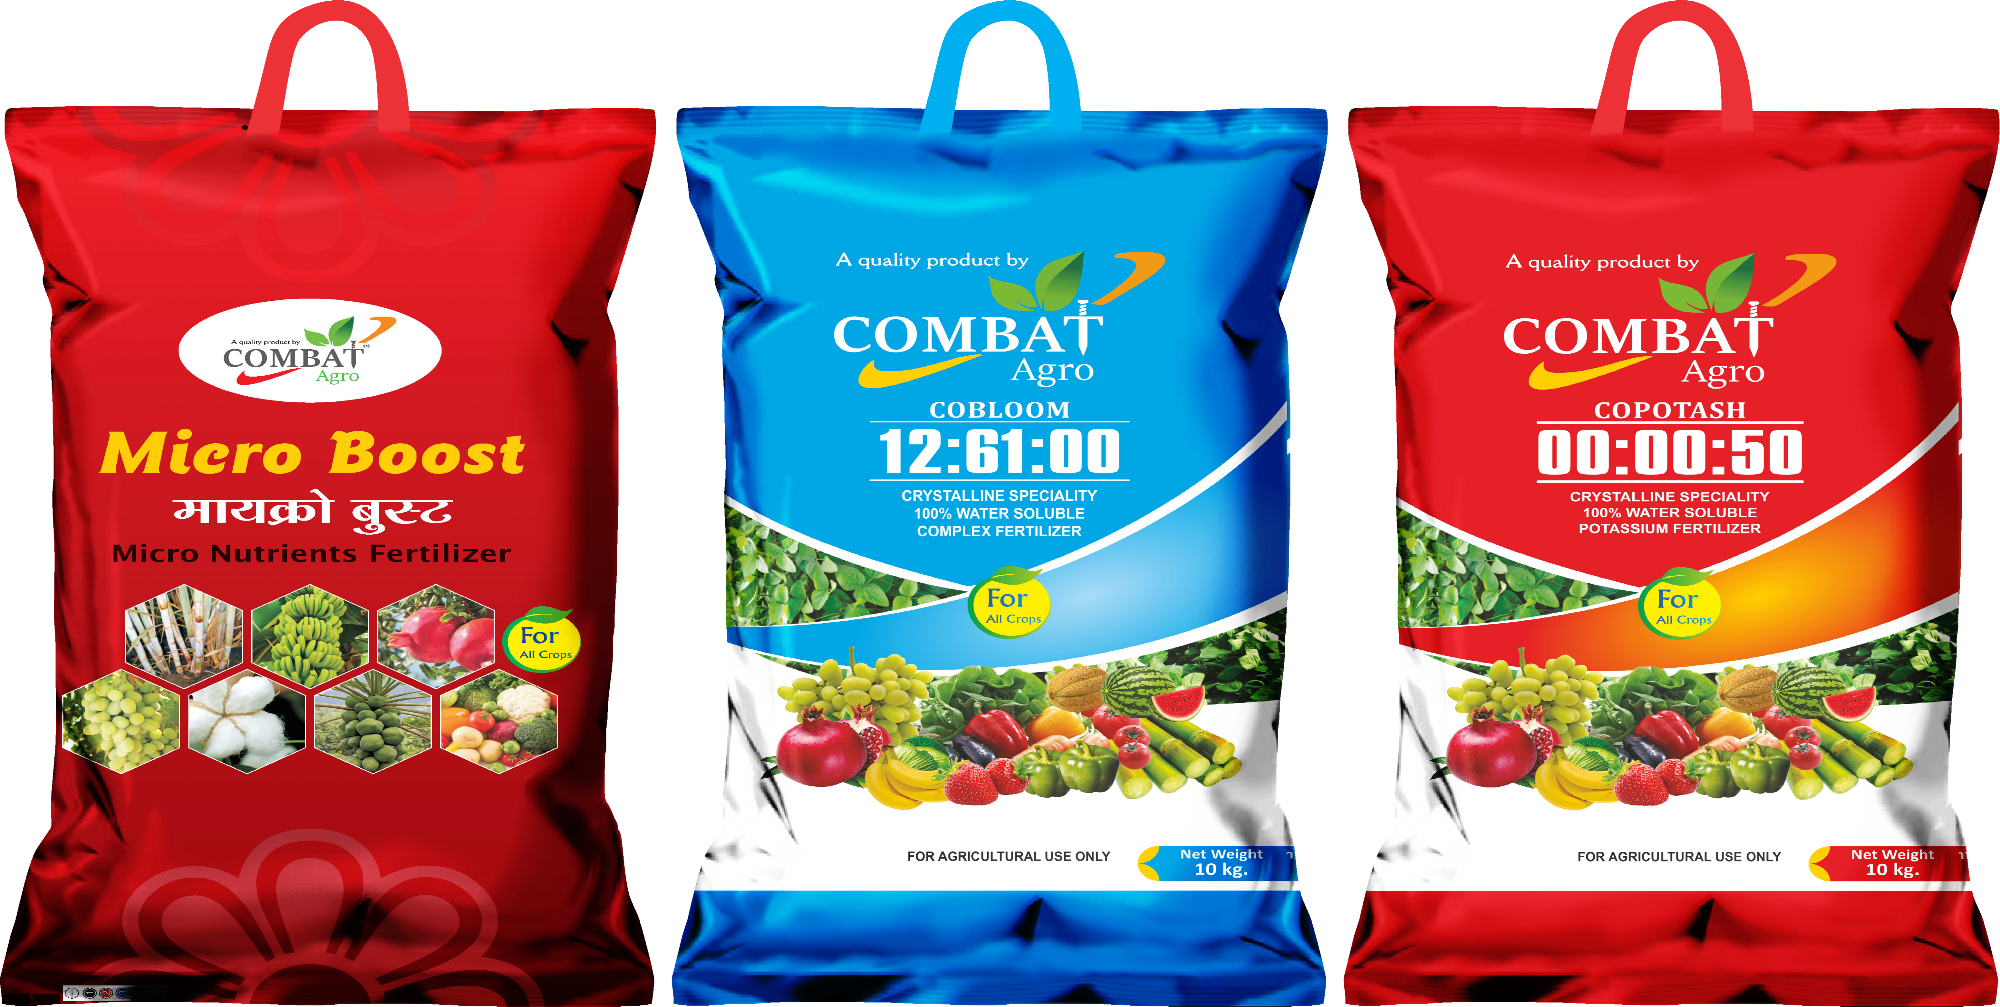 A quality product by
COMBAT
Agro
Micro Boost
मायक्रो बुस्ट
Micro Nutrients Fertilizer
For
All Crops
A quality product by
COMBAT
Agro
COBLOOM
12:61:00
CRYSTALLINE SPECIALITY
100% WATER SOLUBLE
COMPLEX FERTILIZER
For
All Crops
FOR AGRICULTURAL USE ONLY
Net Weight
10 kg.
A quality product by
COMBAT
Agro
COPOTASH
00:00:50
CRYSTALLINE SPECIALITY
100% WATER SOLUBLE
POTASSIUM FERTILIZER
For
All Crops
FOR AGRICULTURAL USE ONLY
Net Weight
10 kg.